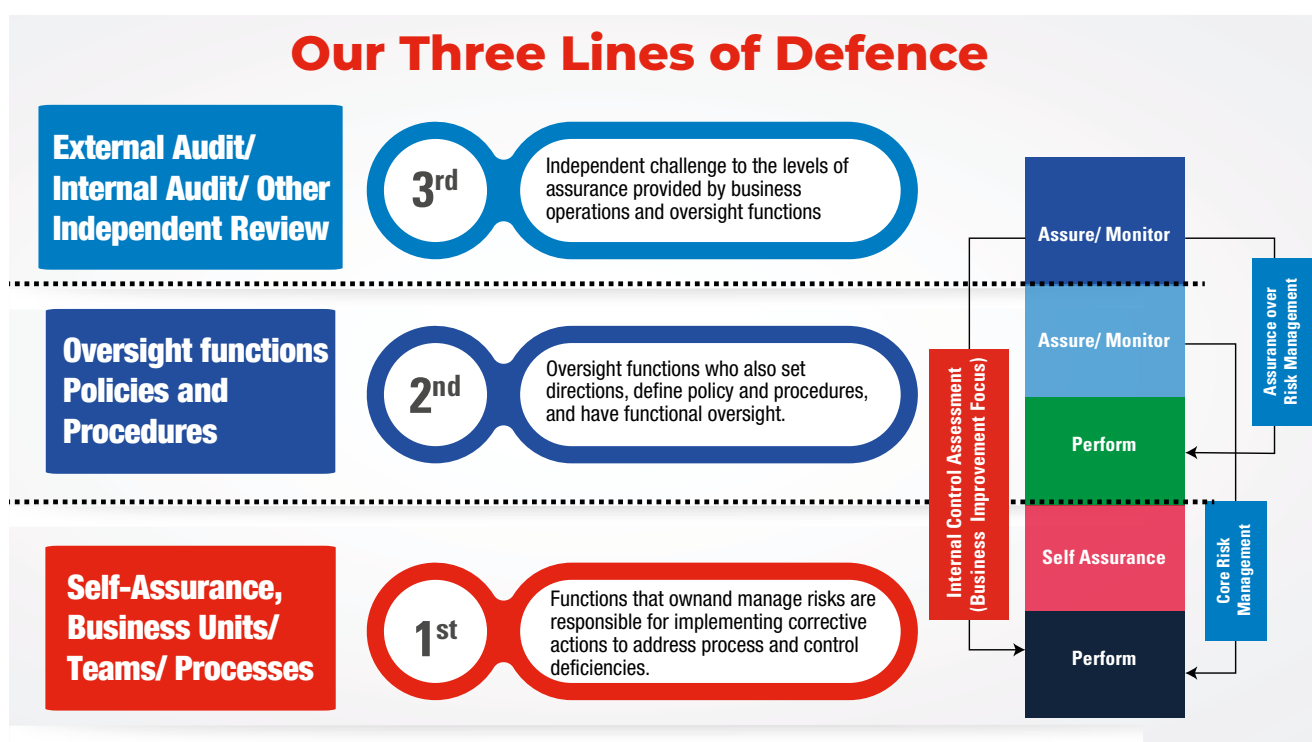 Our Three Lines of Defence
External Audit/
Internal Audit/ Other
Independent Review
3rd
Independent challenge to the levels of
assurance provided by business
operations and oversight functions
Oversight functions
Policies and
Procedures
2nd
Oversight functions who also set
directions, define policy and procedures,
and have functional oversight.
Self-Assurance,
Business Units/
Teams/ Processes
1st
Functions that ownand manage risks are
responsible for implementing corrective
actions to address process and control
deficiencies.
Internal Control Assessment
(Business Improvement Focus)
Assure/ Monitor
Assure/ Monitor
Perform
Self Assurance
Perform
Assurance over
Risk Management
Core Risk
Management